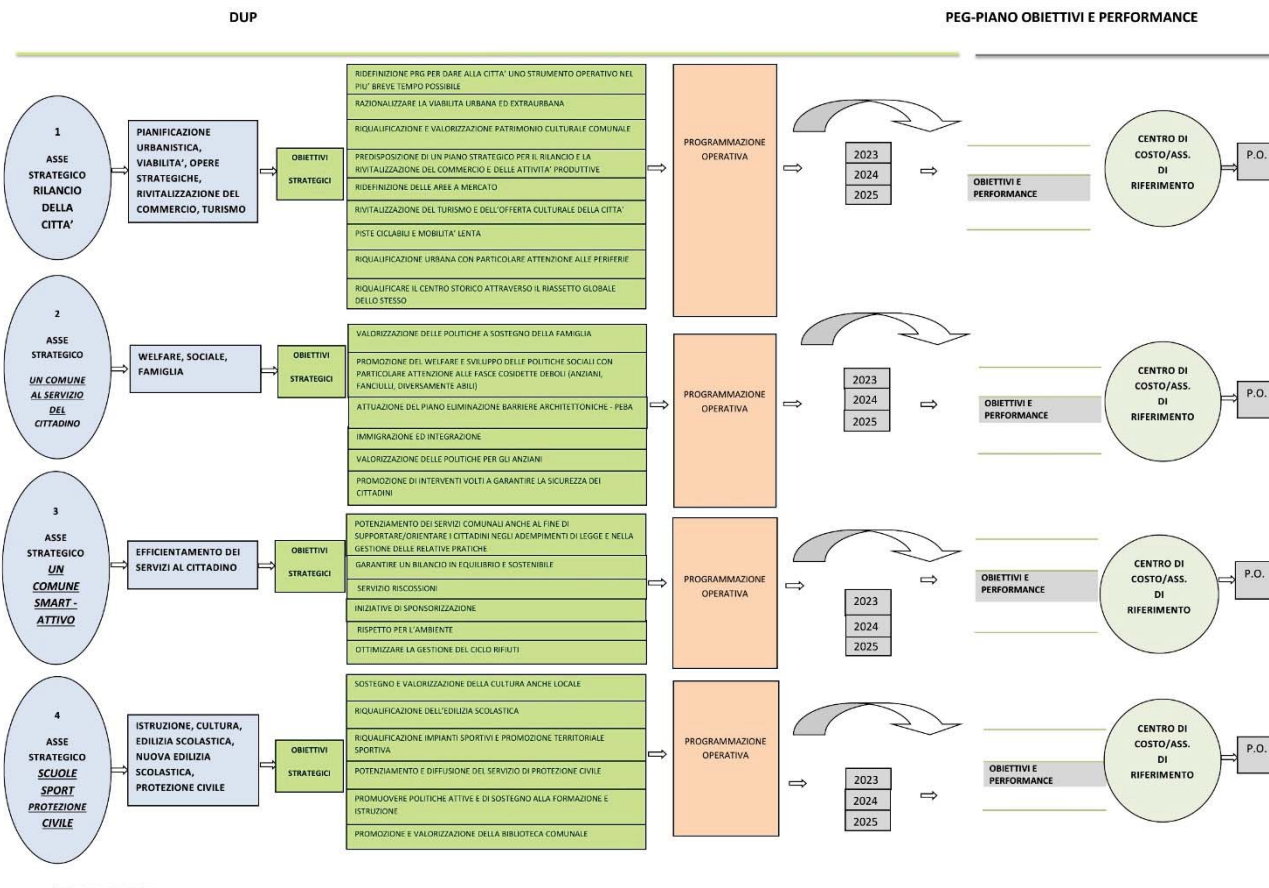 DUP
PEG-PIANO OBIETTIVI E PERFORMANCE
1
ASSE
STRATEGICO
RILANCIO
DELLA
CITTA'
PIANIFICAZIONE
URBANISTICA,
VIABILITA', OPERE
STRATEGICHE,
RIVITALIZZAZIONE DEL
COMMERCIO, TURISMO
OBIETTIVI
STRATEGICI
RIDEFINIZIONE PRG PER DARE ALLA CITTA' UNO STRUMENTO OPERATIVO NEL
PIU' BREVE TEMPO POSSIBILE
RAZIONALIZZARE LA VIABILITA URBANA ED EXTRAURBANA
RIQUALIFICAZIONE E VALORIZZAZIONE PATRIMONIO CULTURALE COMUNALE
PREDISPOSIZIONE DI UN PIANO STRATEGICO PER IL RILANCIO E LA
RIVITALIZZAZIONE DEL COMMERCIO E DELLE ATTIVITA' PRODUTTIVE
RIDEFINIZIONE DELLE AREE A MERCATO
RIVITALIZZAZIONE DEL TURISMO E DELL'OFFERTA CULTURALE DELLA CITTA'
PISTE CICLABILI E MOBILITA' LENTA
RIQUALIFICAZIONE URBANA CON PARTICOLARE ATTENZIONE ALLE PERIFERIE
RIQUALIFICARE IL CENTRO STORICO ATTRAVERSO IL RIASSETTO GLOBALE
DELLO STESSO
PROGRAMMAZIONE
OPERATIVA
2023
2024
2025
OBIETTIVI E
PERFORMANCE
CENTRO DI
COSTO/ASS.
DI
RIFERIMENTO
P.O.
2
ASSE
STRATEGICO
UN COMUNE
AL SERVIZIO
DEL
CITTADINO
WELFARE, SOCIALE,
FAMIGLIA
OBIETTIVI
STRATEGICI
VALORIZZAZIONE DELLE POLITICHE A SOSTEGNO DELLA FAMIGLIA
PROMOZIONE DEL WELFARE E SVILUPPO DELLE POLITICHE SOCIALI CON
PARTICOLARE ATTENZIONE ALLE FASCE COSIDETTE DEBOLI (ANZIANI,
FANCIULLI, DIVERSAMENTE ABILI)
ATTUAZIONE DEL PIANO ELIMINAZIONE BARRIERE ARCHITETTONICHE - PEBA
IMMIGRAZIONE ED INTEGRAZIONE
VALORIZZAZIONE DELLE POLITICHE PER GLI ANZIANI
PROMOZIONE DI INTERVENTI VOLTI A GARANTIRE LA SICUREZZA DEI
CITTADINI
PROGRAMMAZIONE
OPERATIVA
2023
2024
2025
OBIETTIVI E
PERFORMANCE
CENTRO DI
COSTO/ASS.
DI
RIFERIMENTO
P.O.
3
ASSE
STRATEGICO
UN
COMUNE
SMART -
ATTIVO
EFFICIENTAMENTO DEI
SERVIZI AL CITTADINO
OBIETTIVI
STRATEGICI
POTENZIAMENTO DEI SERVIZI COMUNALI ANCHE AL FINE DI
SUPPORTARE/ORIENTARE I CITTADINI NEGLI ADEMPIMENTI DI LEGGE E NELLA
GESTIONE DELLE RELATIVE PRATICHE
GARANTIRE UN BILANCIO IN EQUILIBRIO E SOSTENIBILE
SERVIZIO RISCOSSIONI
INIZIATIVE DI SPONSORIZZAZIONE
RISPETTO PER L'AMBIENTE
OTTIMIZZARE LA GESTIONE DEL CICLO RIFIUTI
PROGRAMMAZIONE
OPERATIVA
2023
2024
2025
OBIETTIVI E
PERFORMANCE
CENTRO DI
COSTO/ASS.
DI
RIFERIMENTO
P.O.
4
ASSE
STRATEGICO
SCUOLE
SPORT
PROTEZIONE
CIVILE
ISTRUZIONE, CULTURA,
EDILIZIA SCOLASTICA,
NUOVA EDILIZIA
SCOLASTICA,
PROTEZIONE CIVILE
OBIETTIVI
STRATEGICI
SOSTEGNO E VALORIZZAZIONE DELLA CULTURA ANCHE LOCALE
RIQUALIFICAZIONE DELL'EDILIZIA SCOLASTICA
RIQUALIFICAZIONE IMPIANTI SPORTIVI E PROMOZIONE TERRITORIALE
SPORTIVA
POTENZIAMENTO E DIFFUSIONE DEL SERVIZIO DI PROTEZIONE CIVILE
PROMUOVERE POLITICHE ATTIVE E DI SOSTEGNO ALLA FORMAZIONE E
ISTRUZIONE
PROMOZIONE E VALORIZZAZIONE DELLA BIBLIOTECA COMUNALE
PROGRAMMAZIONE
OPERATIVA
2023
2024
2025
OBIETTIVI E
PERFORMANCE
CENTRO DI
COSTO/ASS.
DI
RIFERIMENTO
P.O.